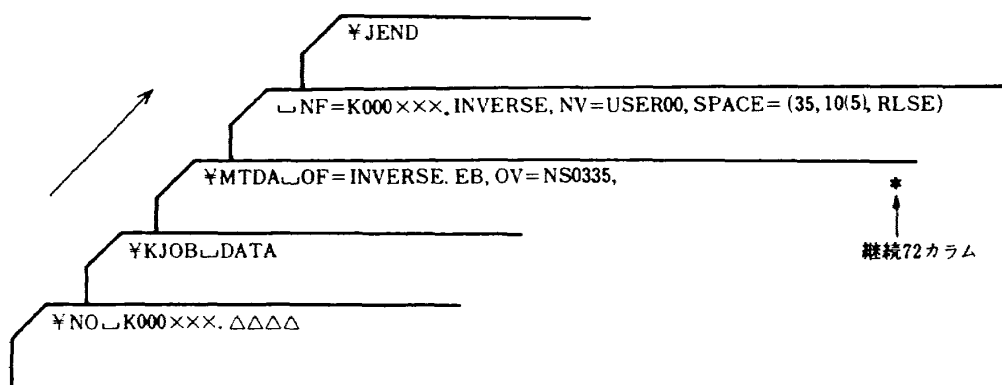 ¥JEND
␣NF=K000×××.INVERSE, NV=USER00, SPACE=(35, 10(5), RLSE)
¥MTDA␣OF=INVERSE. EB, OV=NS0335,
*
継続72カラム
¥KJOB␣DATA
¥NO␣K000×××. △△△△